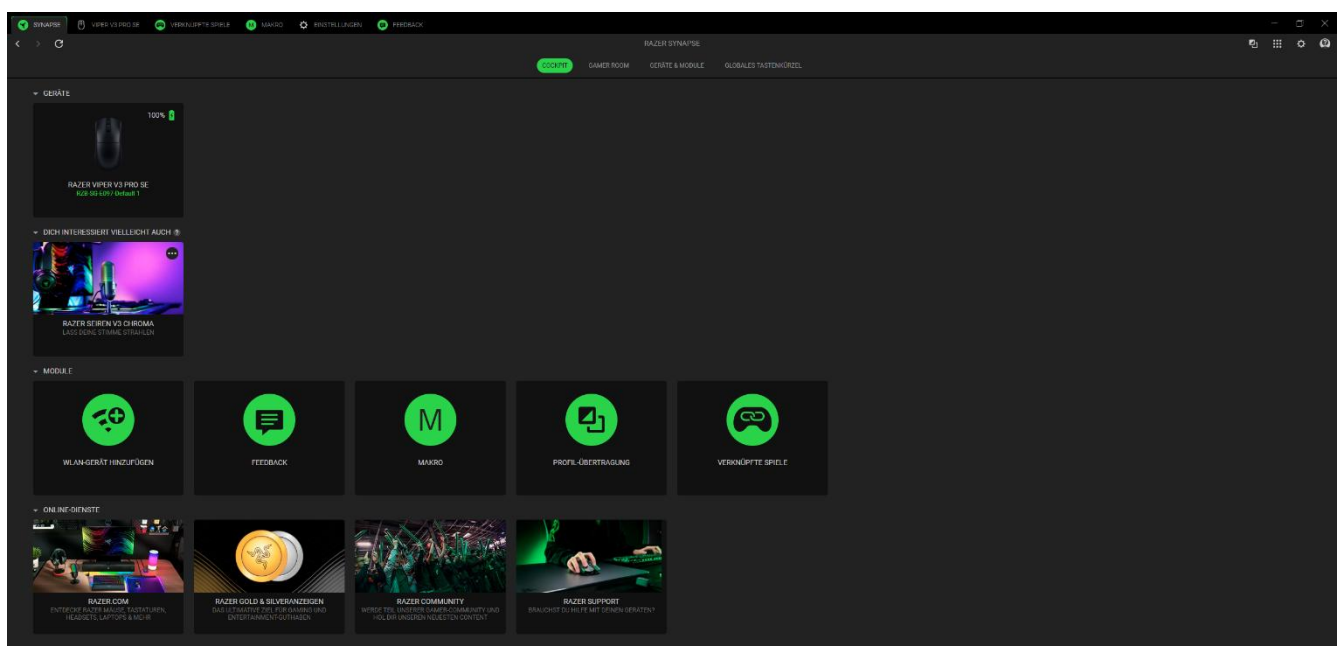 SYNAPSE
VIPER V3 PRO SE
VERKNÜPFTE SPIELE
MAKRO
EINSTELLUNGEN
FEEDBACK
RAZER SYNAPSE
COCKPIT
GAMER ROOM
GERÄTE & MODULE
GLOBALES TASTENKÜRZEL
GERÄTE
100%
RAZER VIPER V3 PRO SE
Default 1
DICH INTERESSIERT VIELLEICHT AUCH
RAZER SEIREN V3 CHROMA
LASS DEINE STIMME STRAHLEN
MODULE
WLAN-GERÄT HINZUFÜGEN
FEEDBACK
M
MAKRO
PROFIL-ÜBERTRAGUNG
VERKNÜPFTE SPIELE
ONLINE-DIENSTE
RAZER.COM
ENTDECKE RAZER MÄUSE, TASTATUREN,
HEADSETS, LAPTOPS & MEHR
RAZER GOLD & SILVERANZEIGEN
DAS ULTIMATIVE ZIEL FÜR GAMING UND
ENTERTAINMENT-GUTHABEN
RAZER COMMUNITY
WERDE TEIL UNSERER GAMER-COMMUNITY UND
HOL DIR UNSEREN NEUESTEN CONTENT
RAZER SUPPORT
BRAUCHST DU HILFE MIT DEINEN GERÄTEN?